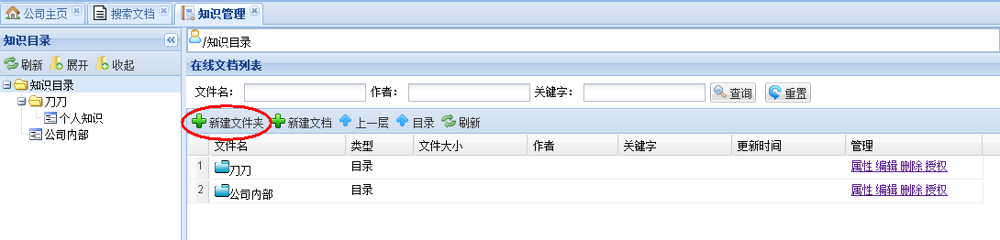 公司主页 搜索文档 知识管理
知识目录
/知识目录
刷新 展开 收起
知识目录
刀刀
个人知识
公司内部
在线文档列表
文件名: 作者: 关键字: 查询 重置
新建文件夹 新建文档 上一层 目录 刷新
文件名 类型 文件大小 作者 关键字 更新时间 管理
1 刀刀 目录 属性 编辑 删除 授权
2 公司内部 目录 属性 编辑 删除 授权